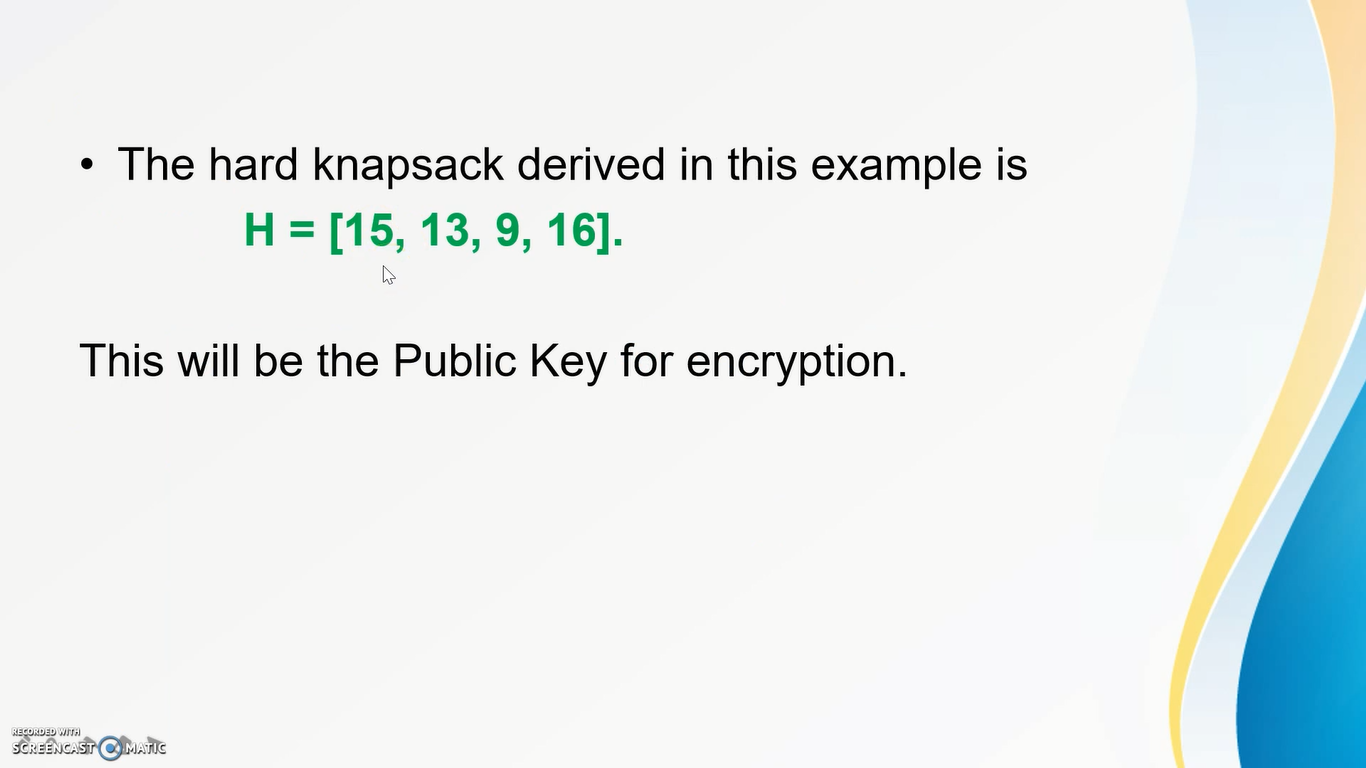 • The hard knapsack derived in this example is
H = [15, 13, 9, 16].
This will be the Public Key for encryption.
RECORDED WITH
SCREENCAST MATIC